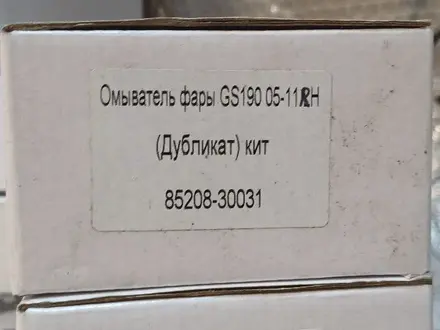 Омыватель фары GS190 05-11RH
(Дубликат) кит
85208-30031